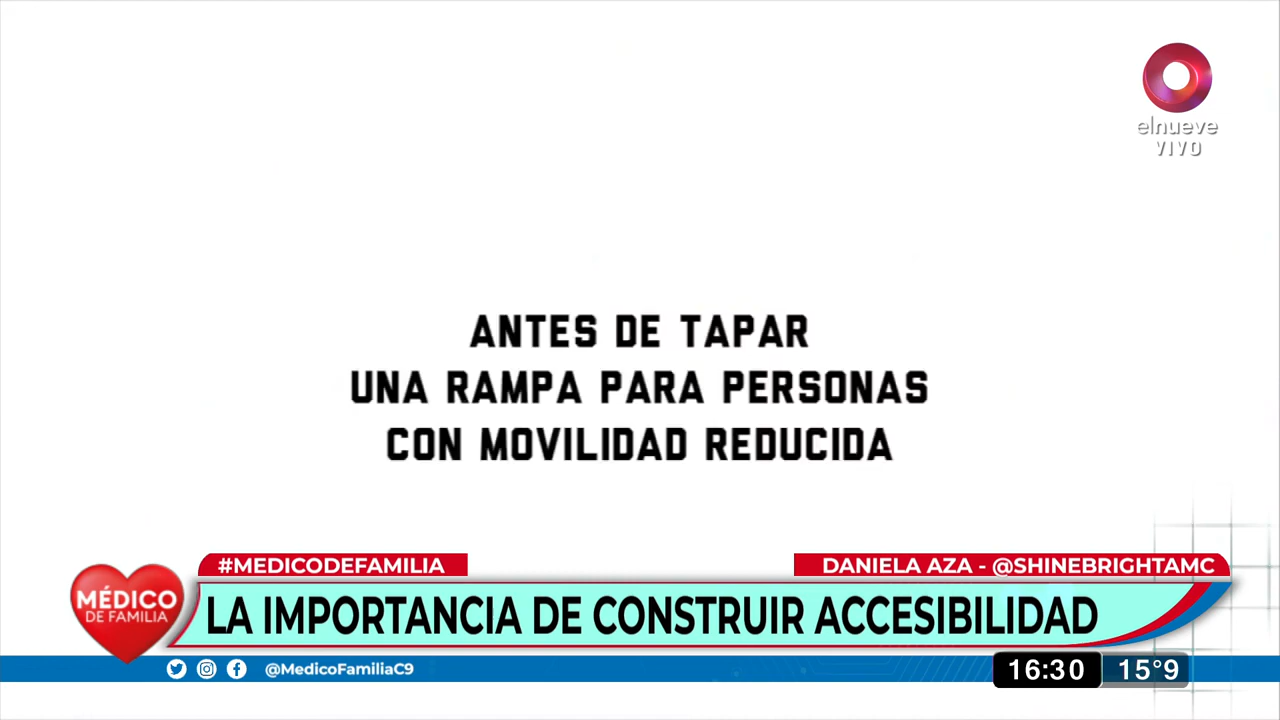 elnueve
VIVO
ANTES DE TAPAR
UNA RAMPA PARA PERSONAS
CON MOVILIDAD REDUCIDA
#MEDICODEFAMILIA
DANIELA AZA - @SHINEBRIGHTAMC
MÉDICO
DE FAMILIA
LA IMPORTANCIA DE CONSTRUIR ACCESIBILIDAD
@MedicoFamiliaC9
16:30
15°9